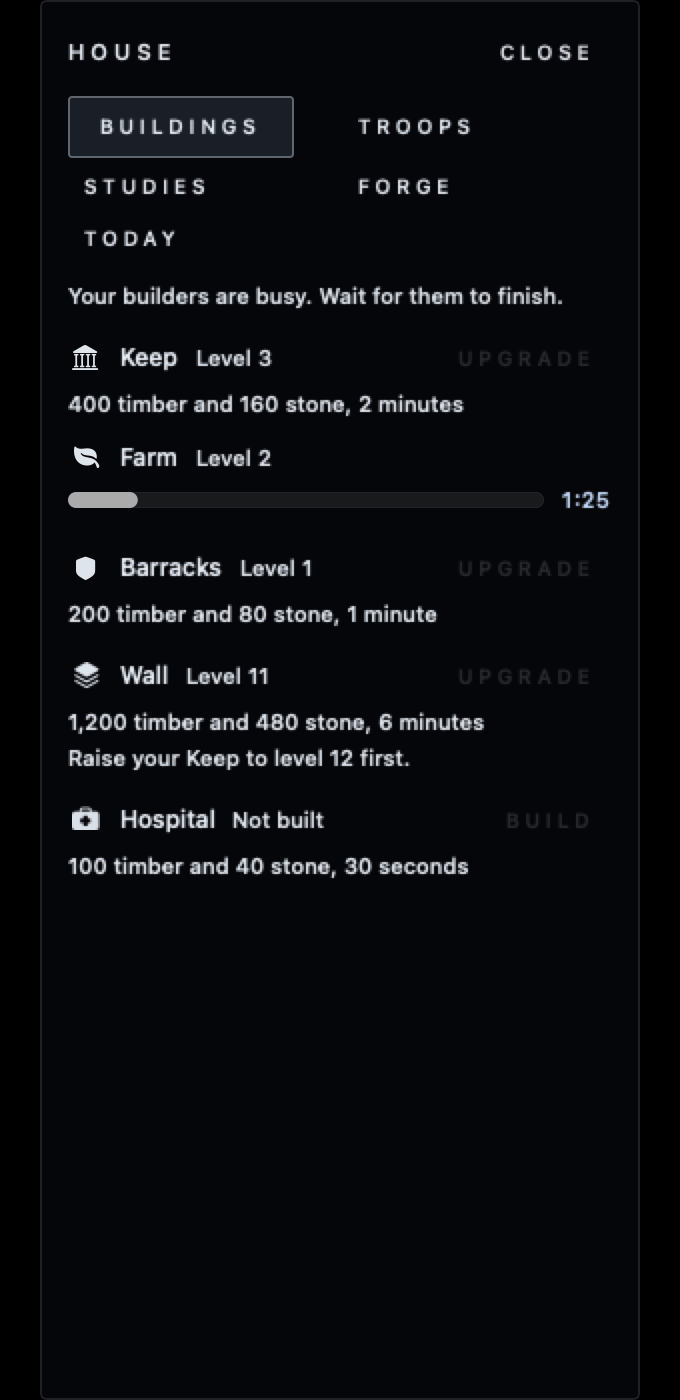 HOUSE
CLOSE
BUILDINGS
TROOPS
STUDIES
FORGE
TODAY
Your builders are busy. Wait for them to finish.
Keep Level 3 UPGRADE
400 timber and 160 stone, 2 minutes
Farm Level 2
1:25
Barracks Level 1 UPGRADE
200 timber and 80 stone, 1 minute
Wall Level 11 UPGRADE
1,200 timber and 480 stone, 6 minutes
Raise your Keep to level 12 first.
Hospital Not built BUILD
100 timber and 40 stone, 30 seconds